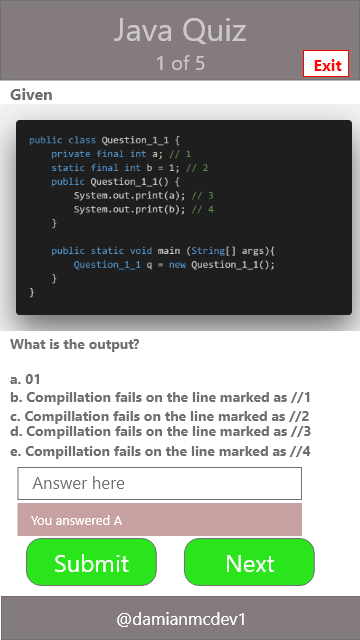 Java Quiz
1 of 5
Exit
Given
public class Question_1_1 {
private final int a; // 1
static final int b = 1; // 2
public Question_1_1() {
System.out.print(a); // 3
System.out.print(b); // 4
}
public static void main (String[] args){
Question_1_1 q = new Question_1_1();
}
}
What is the output?
a. 01
b. Compillation fails on the line marked as //1
c. Compillation fails on the line marked as //2
d. Compillation fails on the line marked as //3
e. Compillation fails on the line marked as //4
Answer here
You answered A
Submit
Next
@damianmcdev1